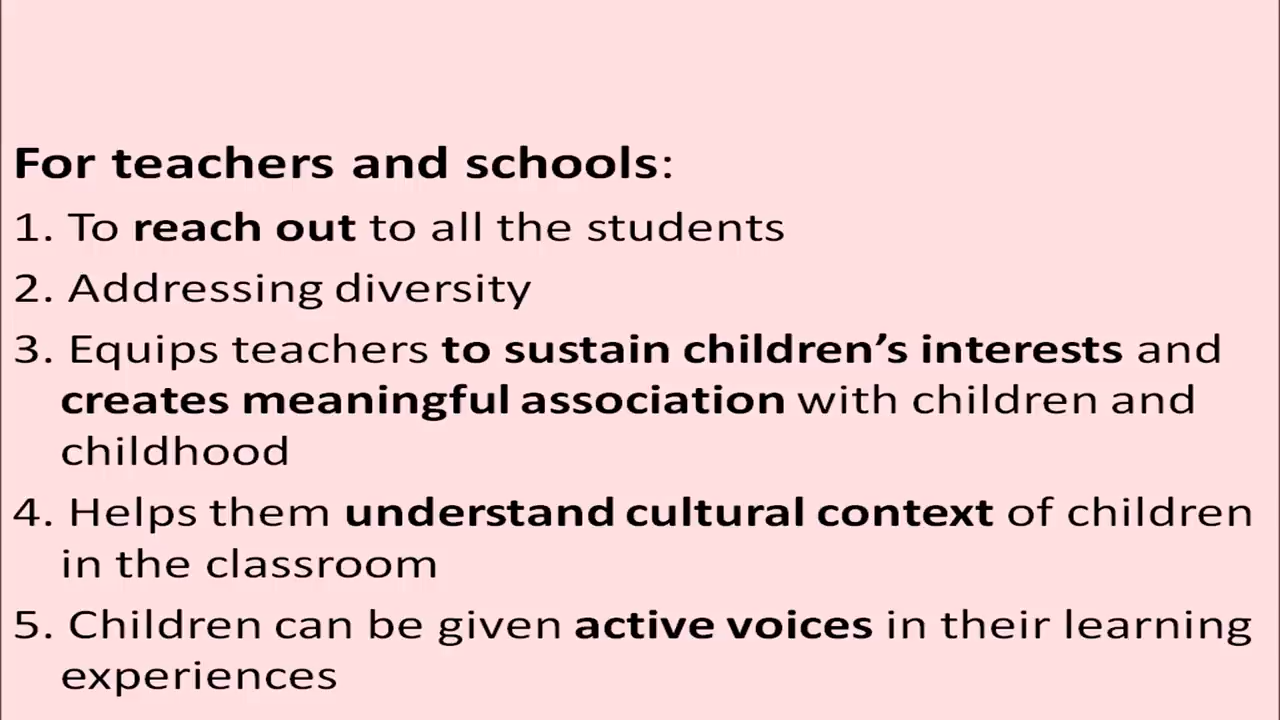 For teachers and schools:
1. To reach out to all the students
2. Addressing diversity
3. Equips teachers to sustain children’s interests and
creates meaningful association with children and
childhood
4. Helps them understand cultural context of children
in the classroom
5. Children can be given active voices in their learning
experiences